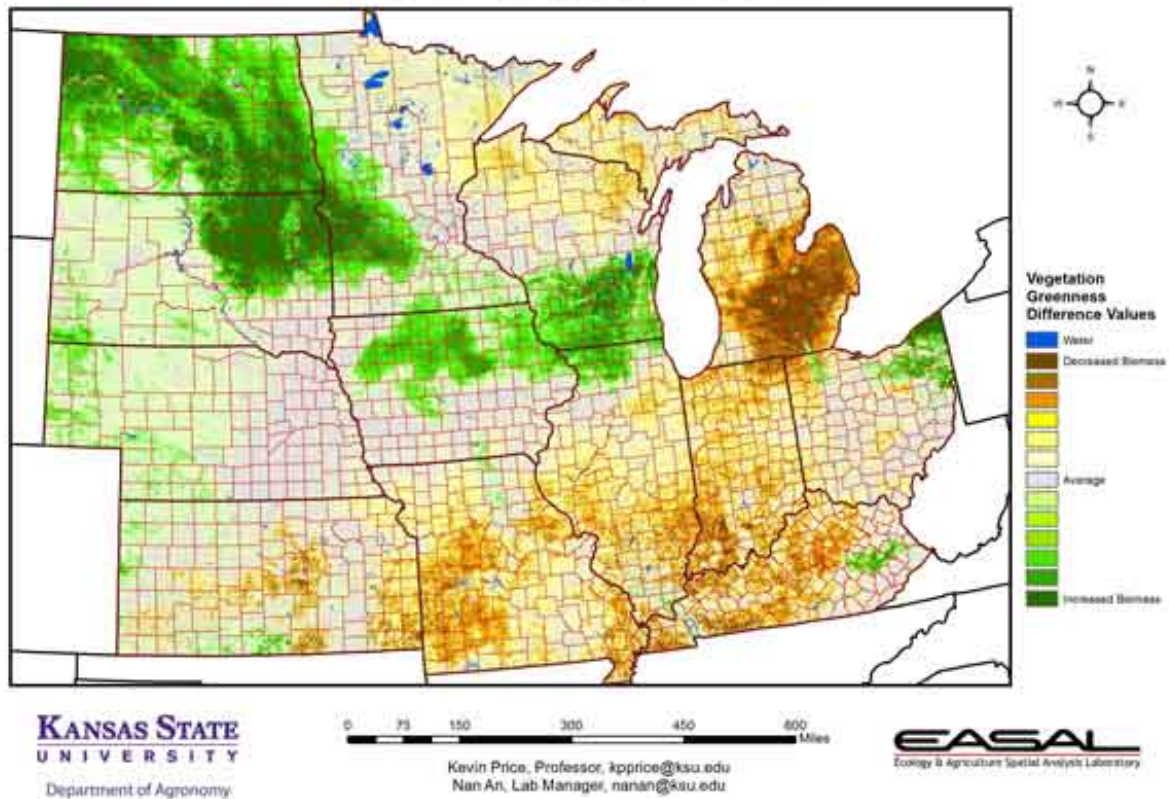 N
W
E
S
Vegetation
Greenness
Difference Values
Water
Decreased Biomass
Average
Increased Biomass
KANSAS STATE
UNIVERSITY
Department of Agronomy
0 75 150 300 450 600
Miles
Kevin Price, Professor, kpprice@ksu.edu
Nan An, Lab Manager, nanan@ksu.edu
EASAL
Ecology & Agriculture Spatial Analysis Laboratory